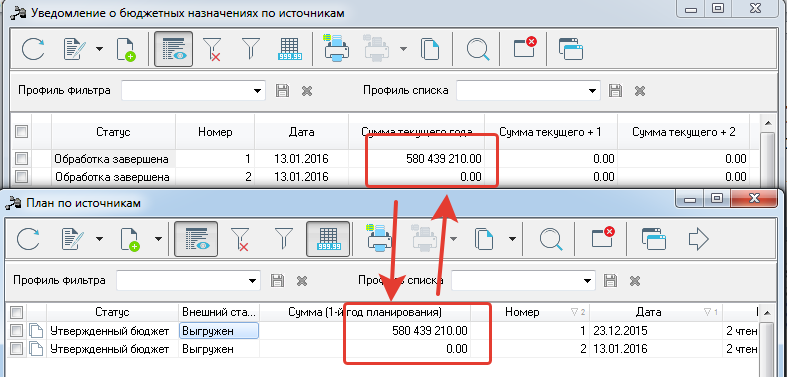 Уведомление о бюджетных назначениях по источникам
Профиль фильтра
Профиль списка
Статус Номер Дата Сумма текущего года Сумма текущего + 1 Сумма текущего + 2
Обработка завершена 1 13.01.2016 580 439 210.00 0.00 0.00
Обработка завершена 2 13.01.2016 0.00 0.00 0.00
План по источникам
999.99
Профиль фильтра
Профиль списка
Статус Внешний ста... Сумма (1-й год планирования) Номер 2 Дата 1
Утвержденный бюджет Выгружен 580 439 210.00 1 23.12.2015 2 чтен
Утвержденный бюджет Выгружен 0.00 2 13.01.2016 2 чтен